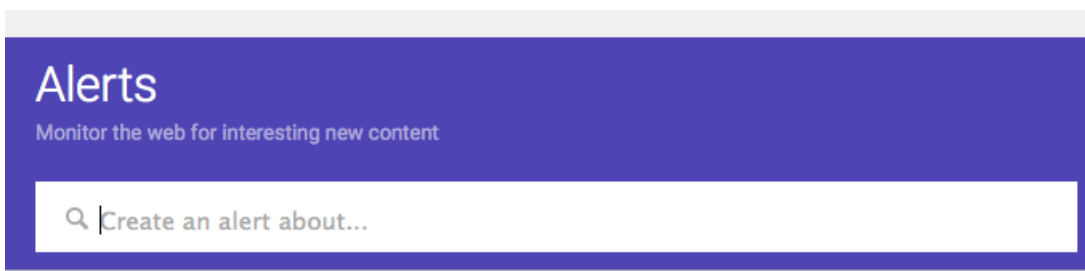 Alerts
Monitor the web for interesting new content
Create an alert about...